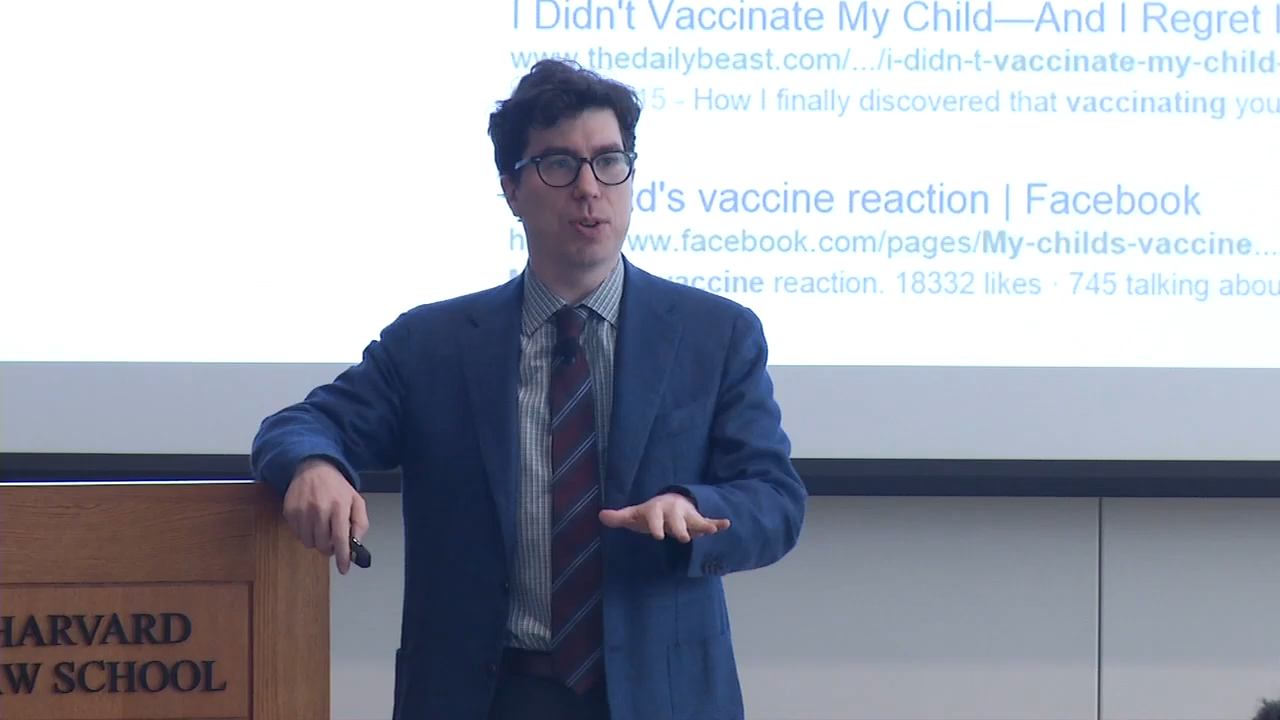 I Didn't Vaccinate My Child—And I Regret
www.thedailybeast.com/.../i-didn-t-vaccinate-my-child-
15 - How I finally discovered that vaccinating you
vaccine reaction | Facebook
www.facebook.com/pages/My-childs-vaccine...
vaccine reaction. 18332 likes · 745 talking abou
HARVARD
SCHOOL